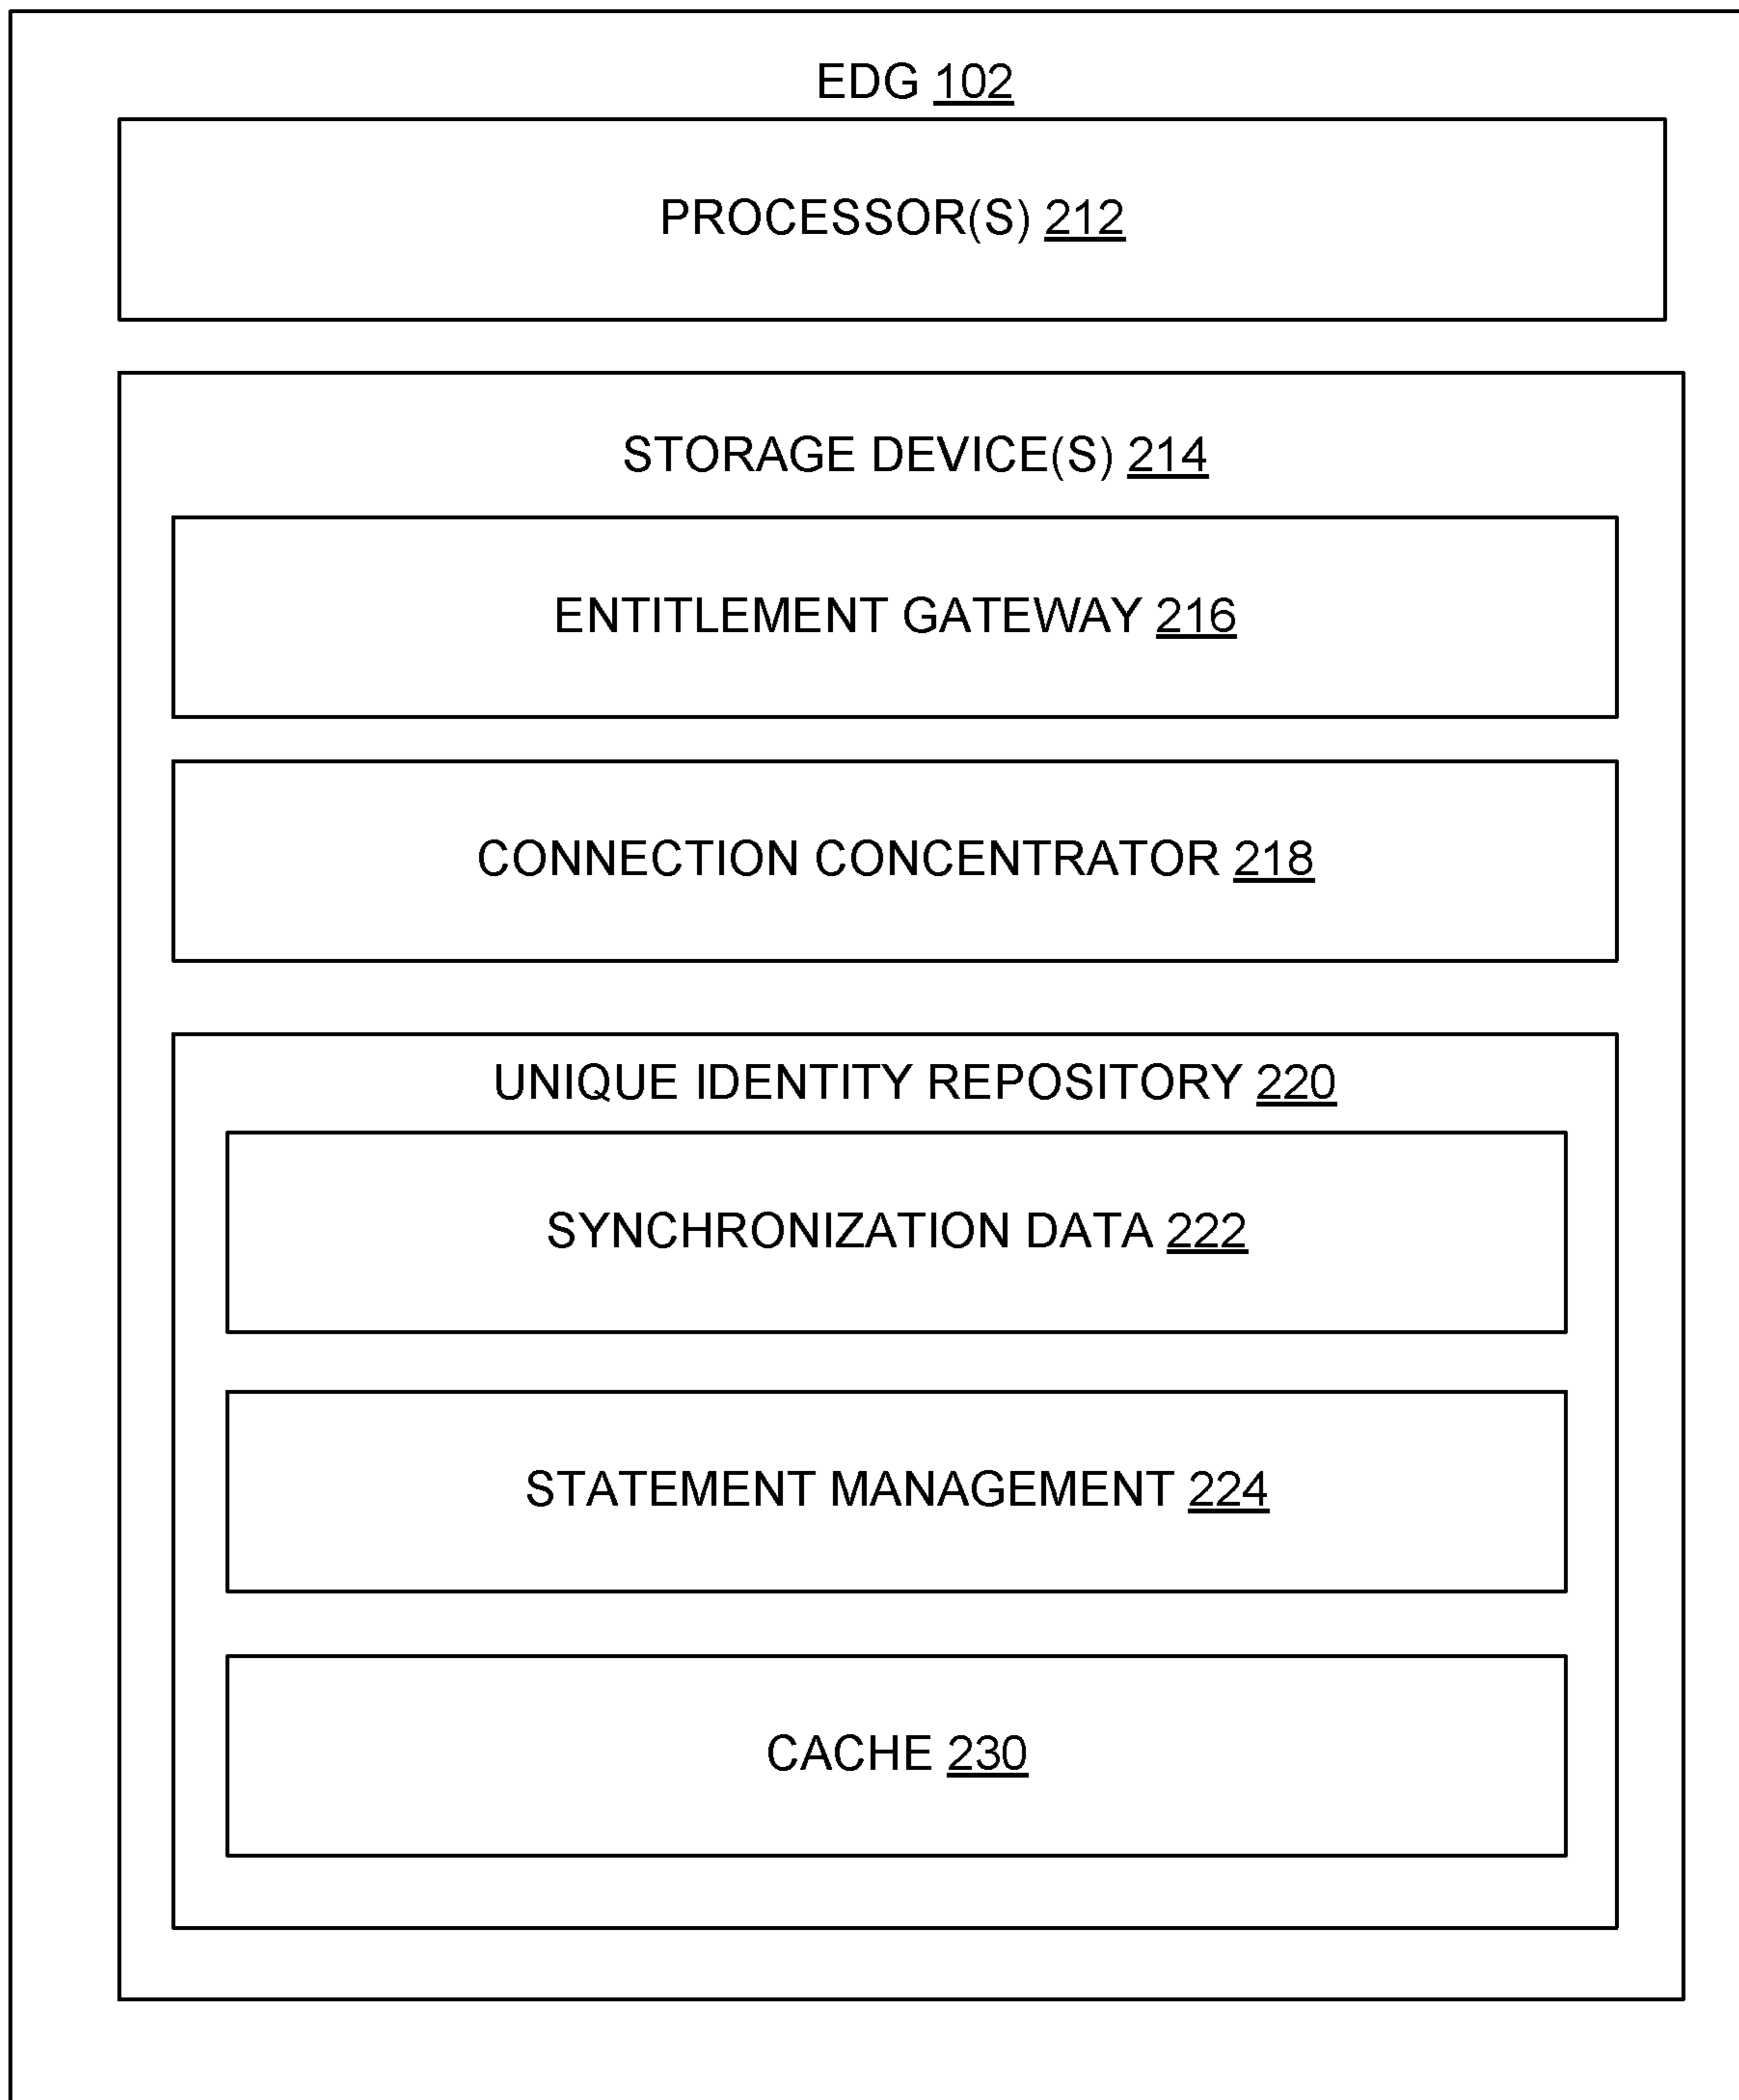 EDG 102
PROCESSOR(S) 212
STORAGE DEVICE(S) 214
ENTITLEMENT GATEWAY 216
CONNECTION CONCENTRATOR 218
UNIQUE IDENTITY REPOSITORY 220
SYNCHRONIZATION DATA 222
STATEMENT MANAGEMENT 224
CACHE 230